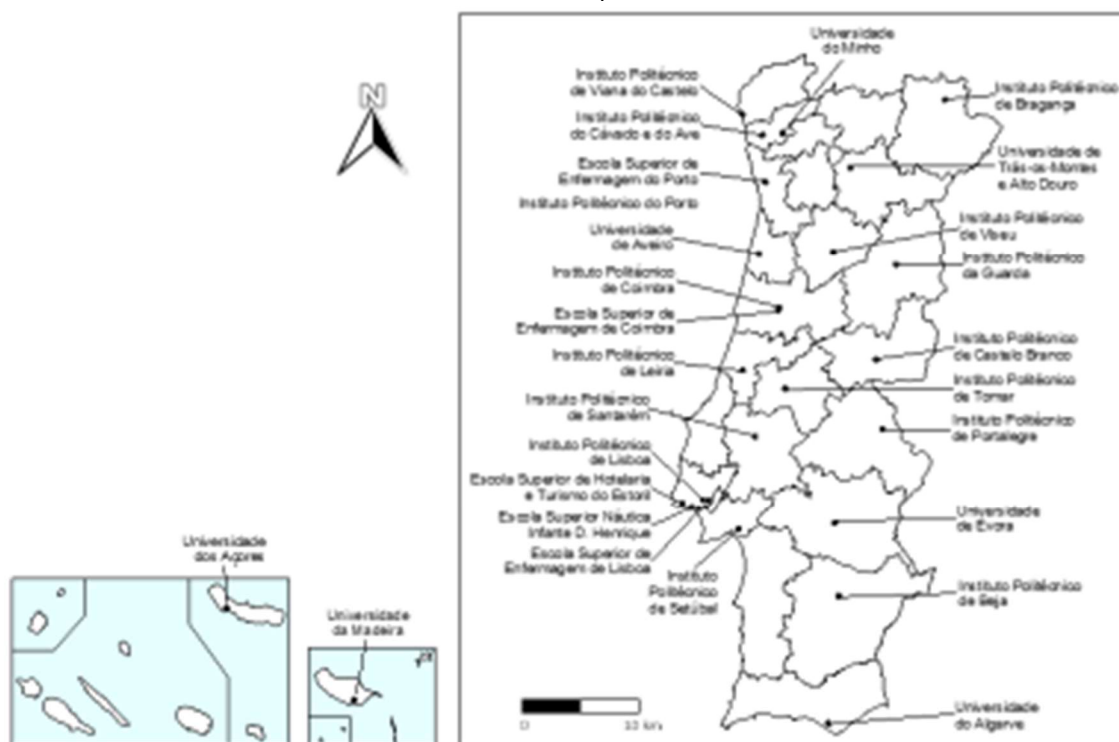 Universidade
do Minho
Instituto Politécnico
de Viana do Castelo
Instituto Politécnico
de Bragança
Instituto Politécnico
do Cávado e do Ave
Universidade de
Trás-os-Montes
e Alto Douro
Escola Superior de
Enfermagem do Porto
Instituto Politécnico do Porto
Instituto Politécnico
de Viseu
Universidade
de Aveiro
Instituto Politécnico
da Guarda
Instituto Politécnico
de Coimbra
Escola Superior de
Enfermagem de Coimbra
Instituto Politécnico
de Castelo Branco
Instituto Politécnico
de Leiria
Instituto Politécnico
de Tomar
Instituto Politécnico
de Santarém
Instituto Politécnico
de Portalegre
Instituto Politécnico
de Lisboa
Escola Superior de Hotelaria
e Turismo do Estoril
Escola Superior Náutica
Infante D. Henrique
Universidade
de Évora
Escola Superior de
Enfermagem de Lisboa
Instituto
Politécnico
de Setúbal
Instituto Politécnico
de Beja
Universidade
do Algarve
Universidade
dos Açores
Universidade
da Madeira
N
0
km